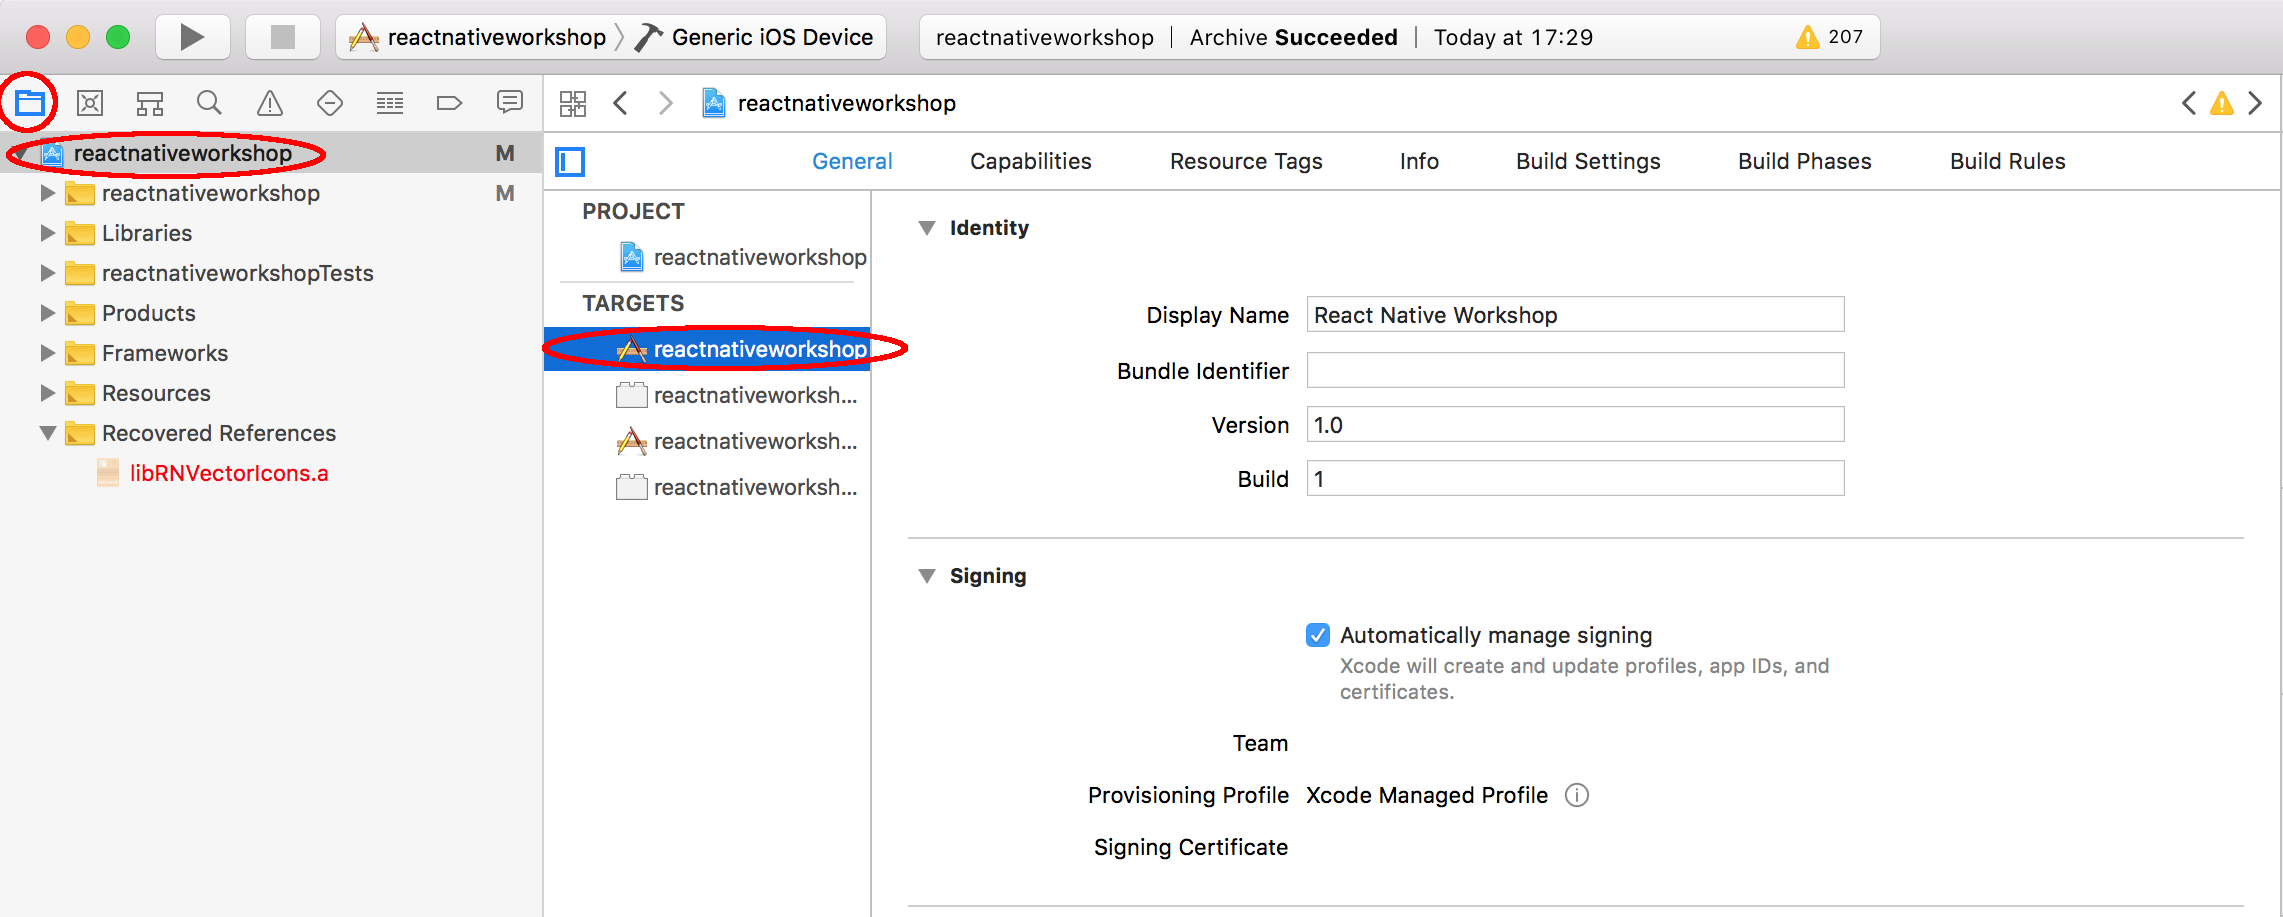 reactnativeworkshop Generic iOS Device
reactnativeworkshop | Archive Succeeded | Today at 17:29 207
reactnativeworkshop
reactnativeworkshop M
reactnativeworkshop M
Libraries
reactnativeworkshopTests
Products
Frameworks
Resources
Recovered References
libRNVectorIcons.a
General Capabilities Resource Tags Info Build Settings Build Phases Build Rules
PROJECT
reactnativeworkshop
TARGETS
reactnativeworkshop
reactnativeworksh...
reactnativeworksh...
reactnativeworksh...
Identity
Display Name React Native Workshop
Bundle Identifier
Version 1.0
Build 1
Signing
Automatically manage signing
Xcode will create and update profiles, app IDs, and
certificates.
Team
Provisioning Profile Xcode Managed Profile
Signing Certificate